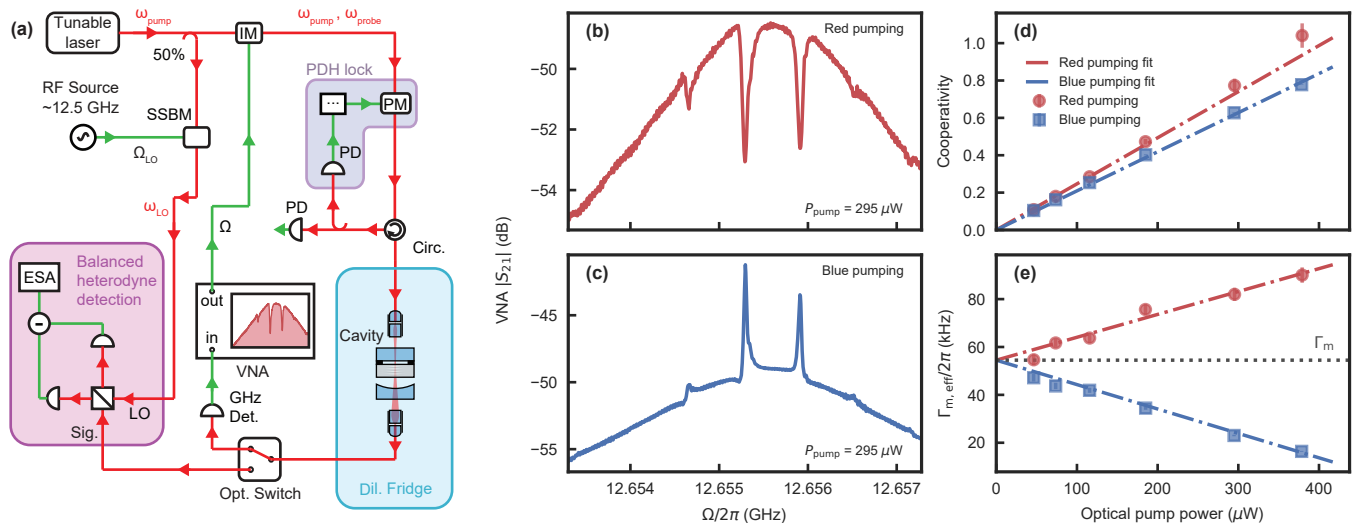 (a)
Tunable
laser
ω_pump
50%
IM
ω_pump , ω_probe
RF Source
~12.5 GHz
SSBM
Ω_LO
PDH lock
...
PM
PD
PD
Circ.
ω_LO
Ω
Balanced
heterodyne
detection
ESA
-
out
in
VNA
GHz
Det.
LO
Sig.
Opt. Switch
Cavity
Dil. Fridge
(b)
Red pumping
−50
−52
−54
P_pump = 295 μW
VNA |S₂₁| (dB)
(c)
Blue pumping
−45
−50
−55
P_pump = 295 μW
12.654
12.655
12.656
12.657
Ω/2π (GHz)
(d)
Red pumping fit
Blue pumping fit
Red pumping
Blue pumping
Cooperativity
1.0
0.8
0.6
0.4
0.2
0.0
(e)
Γ_m
Γ_m, eff/2π (kHz)
80
60
40
20
0
100
200
300
400
Optical pump power (μW)